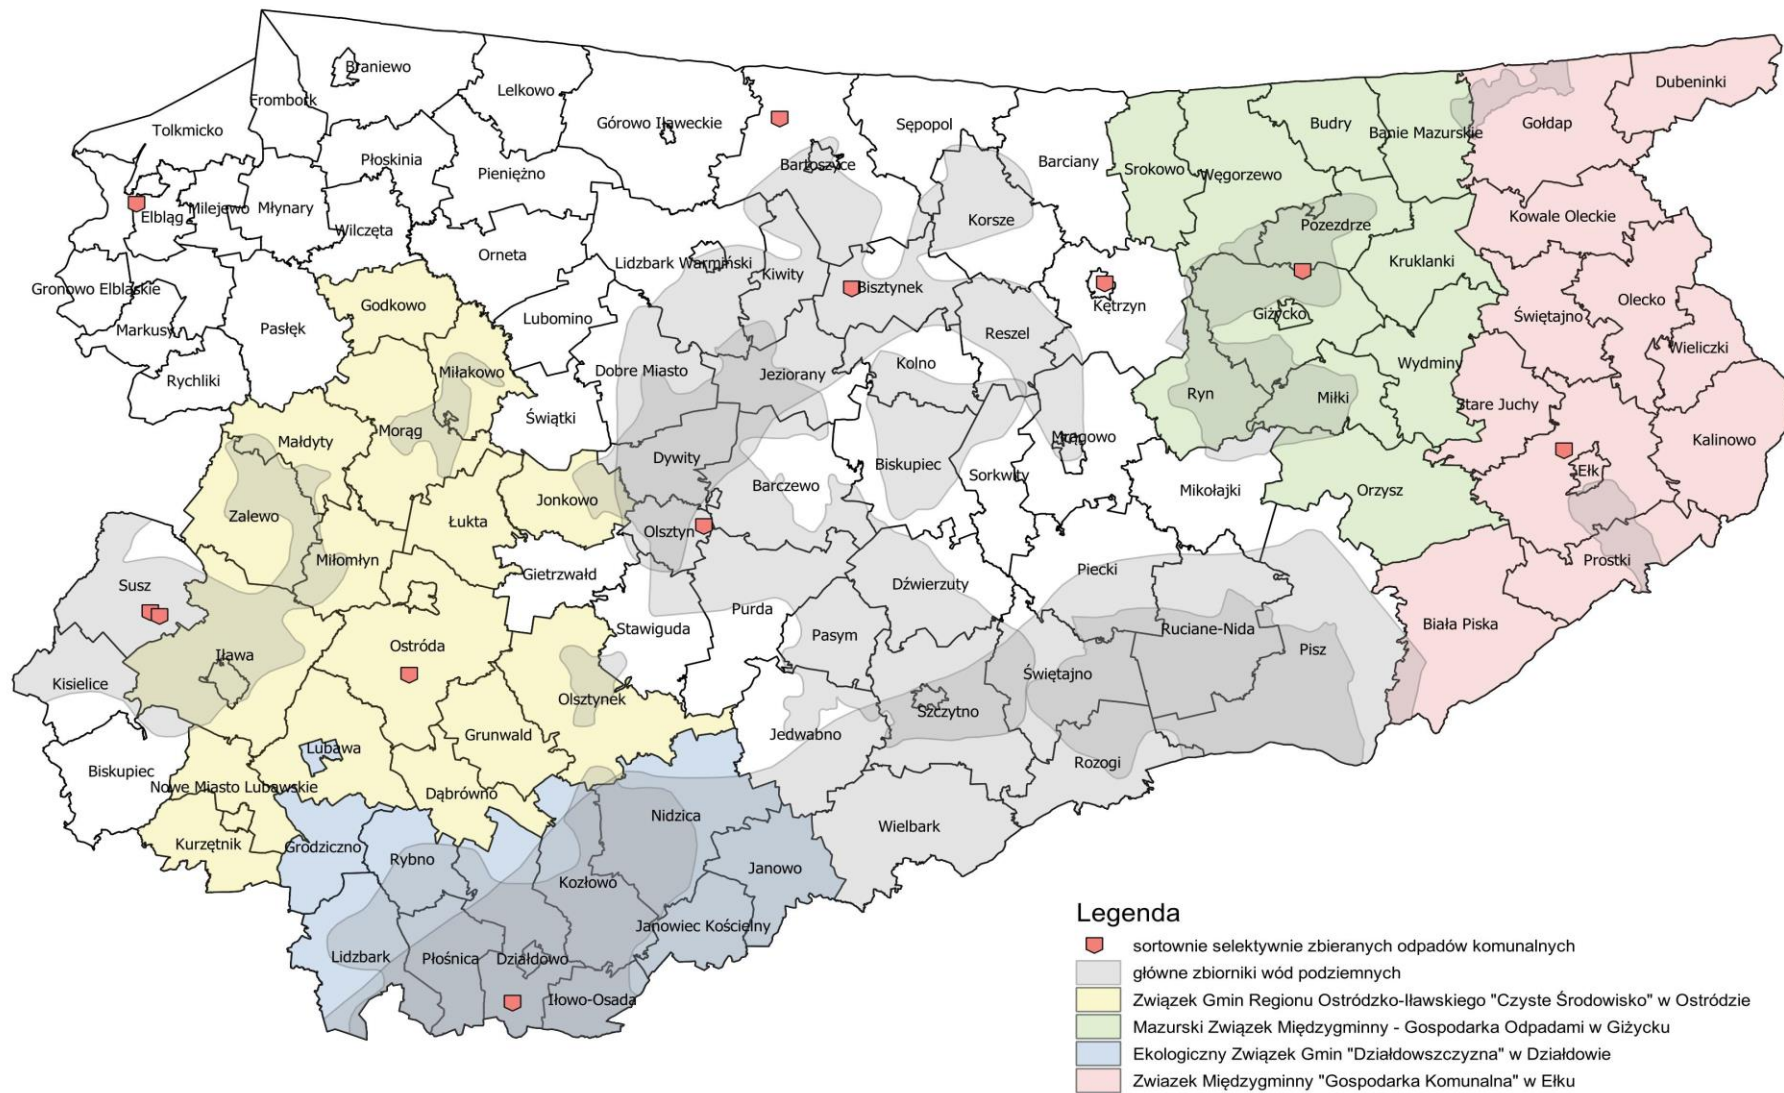 Braniewo
Lelkowo
Dubeninki
Frombork
Tolkmicko
Górowo Iławeckie
Sępopol
Budry
Gołdap
Banie Mazurskie
Płoskinia
Bartoszyce
Barciany
Pieniężno
Srokowo
Węgorzewo
Elbląg
Milejewo
Młynary
Wilczęta
Korsze
Pozezdrze
Kowale Oleckie
Orneta
Lidzbark Warmiński
Kiwity
Kruklanki
Gronowo Elbląskie
Bisztynek
Olecko
Godkowo
Kętrzyn
Markusy
Pasłęk
Lubomino
Giżycko
Świętajno
Reszel
Rychliki
Miłakowo
Dobre Miasto
Jeziorany
Kolno
Wydminy
Wieliczki
Ryn
Miłki
Stare Juchy
Świątki
Małdyty
Morąg
Mrągowo
Kalinowo
Dywity
Biskupiec
Barczewo
Sorkwity
Ełk
Mikołajki
Orzysz
Jonkowo
Zalewo
Łukta
Olsztyn
Miłomłyn
Prostki
Gietrzwałd
Piecki
Susz
Dźwierzuty
Purda
Biała Piska
Stawiguda
Pasym
Ruciane-Nida
Ostróda
Pisz
Iława
Świętajno
Kisielice
Olsztynek
Szczytno
Grunwald
Jedwabno
Lubawa
Rozogi
Biskupiec
Nowe Miasto Lubawskie
Dąbrówno
Nidzica
Wielbark
Kurzętnik
Grodziczno
Rybno
Janowo
Kozłowo
Janowiec Kościelny
Lidzbark
Płośnica
Działdowo
Iłowo-Osada
Legenda
sortownie selektywnie zbieranych odpadów komunalnych
główne zbiorniki wód podziemnych
Związek Gmin Regionu Ostródzko-Iławskiego "Czyste Środowisko" w Ostródzie
Mazurski Związek Międzygminny - Gospodarka Odpadami w Giżycku
Ekologiczny Związek Gmin "Działdowszczyzna" w Działdowie
Zwiazek Międzygminny "Gospodarka Komunalna" w Ełku